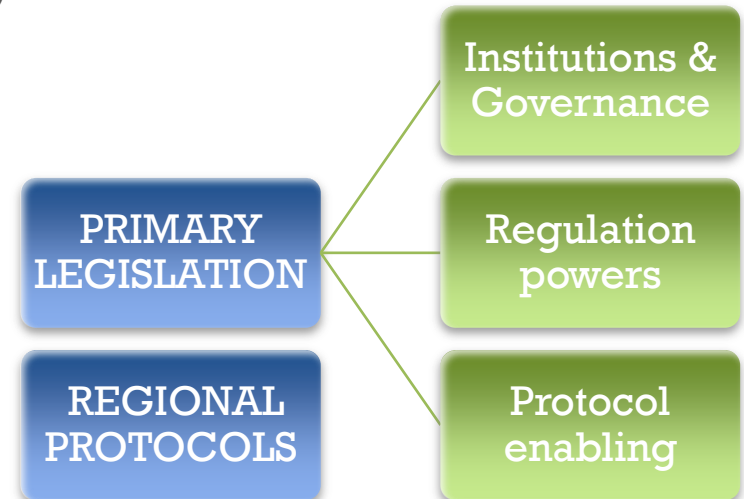 PRIMARY
LEGISLATION
REGIONAL
PROTOCOLS
Institutions &
Governance
Regulation
powers
Protocol
enabling